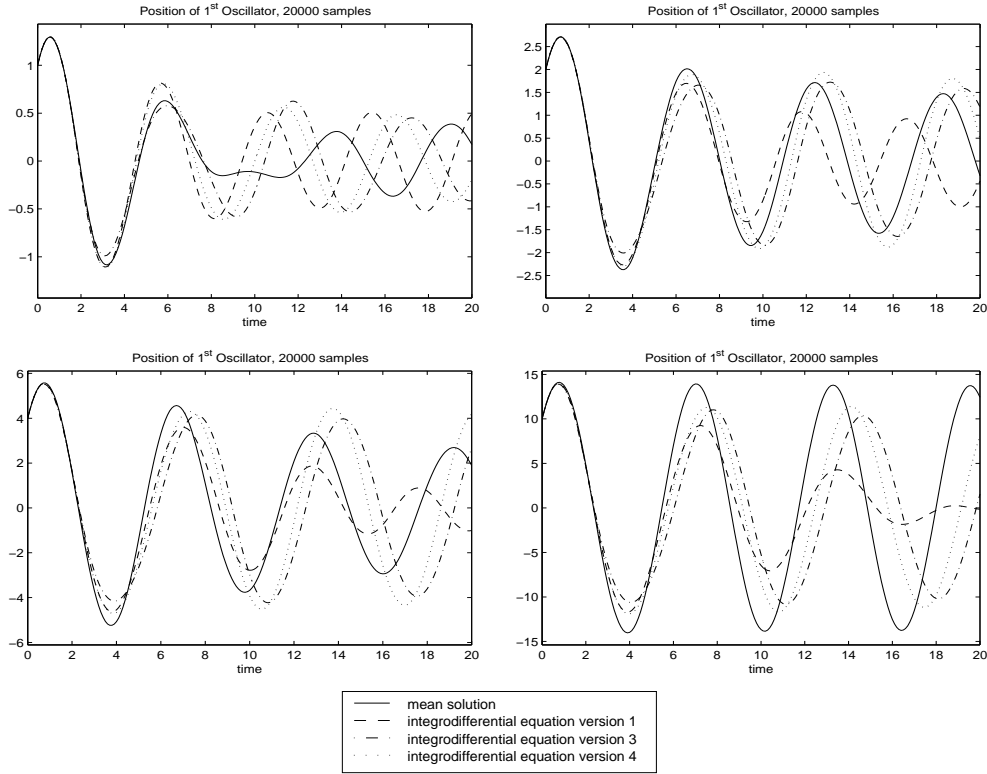 Position of 1st Oscillator, 20000 samples
1
0.5
0
−0.5
−1
0 2 4 6 8 10 12 14 16 18 20
time
Position of 1st Oscillator, 20000 samples
2.5
2
1.5
1
0.5
0
−0.5
−1
−1.5
−2
−2.5
0 2 4 6 8 10 12 14 16 18 20
time
Position of 1st Oscillator, 20000 samples
6
4
2
0
−2
−4
−6
0 2 4 6 8 10 12 14 16 18 20
time
Position of 1st Oscillator, 20000 samples
15
10
5
0
−5
−10
−15
0 2 4 6 8 10 12 14 16 18 20
time
mean solution
integrodifferential equation version 1
integrodifferential equation version 3
integrodifferential equation version 4